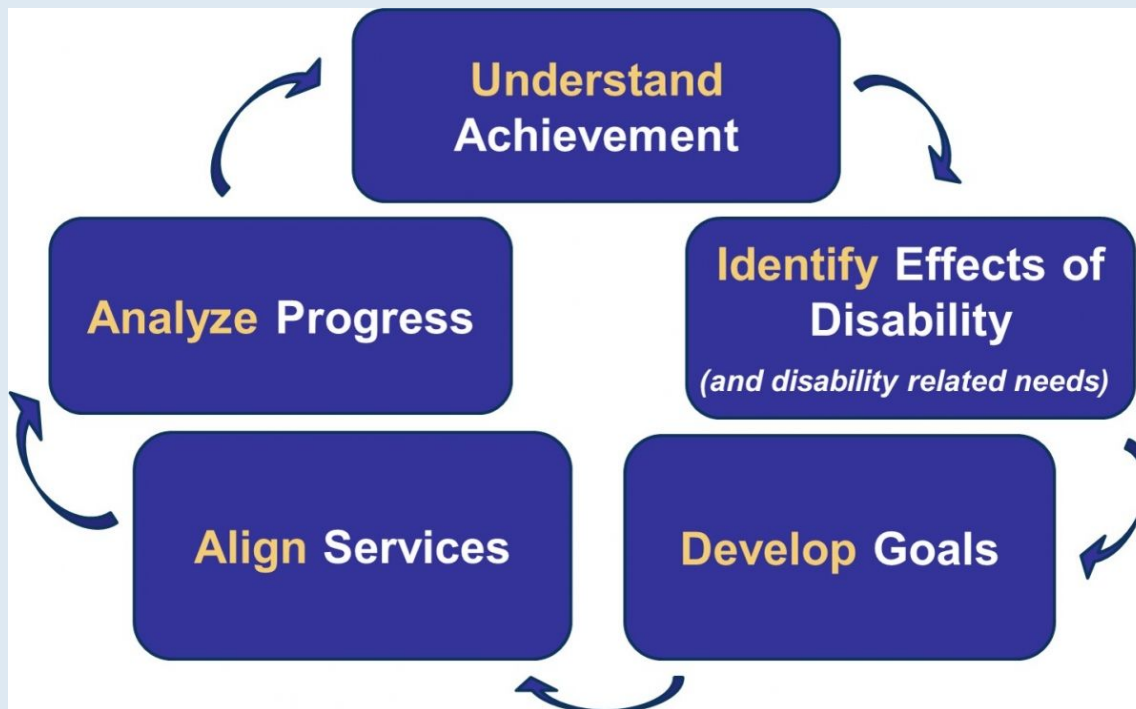 Understand
Achievement
Identify Effects of
Disability
(and disability related needs)
Develop Goals
Align Services
Analyze Progress